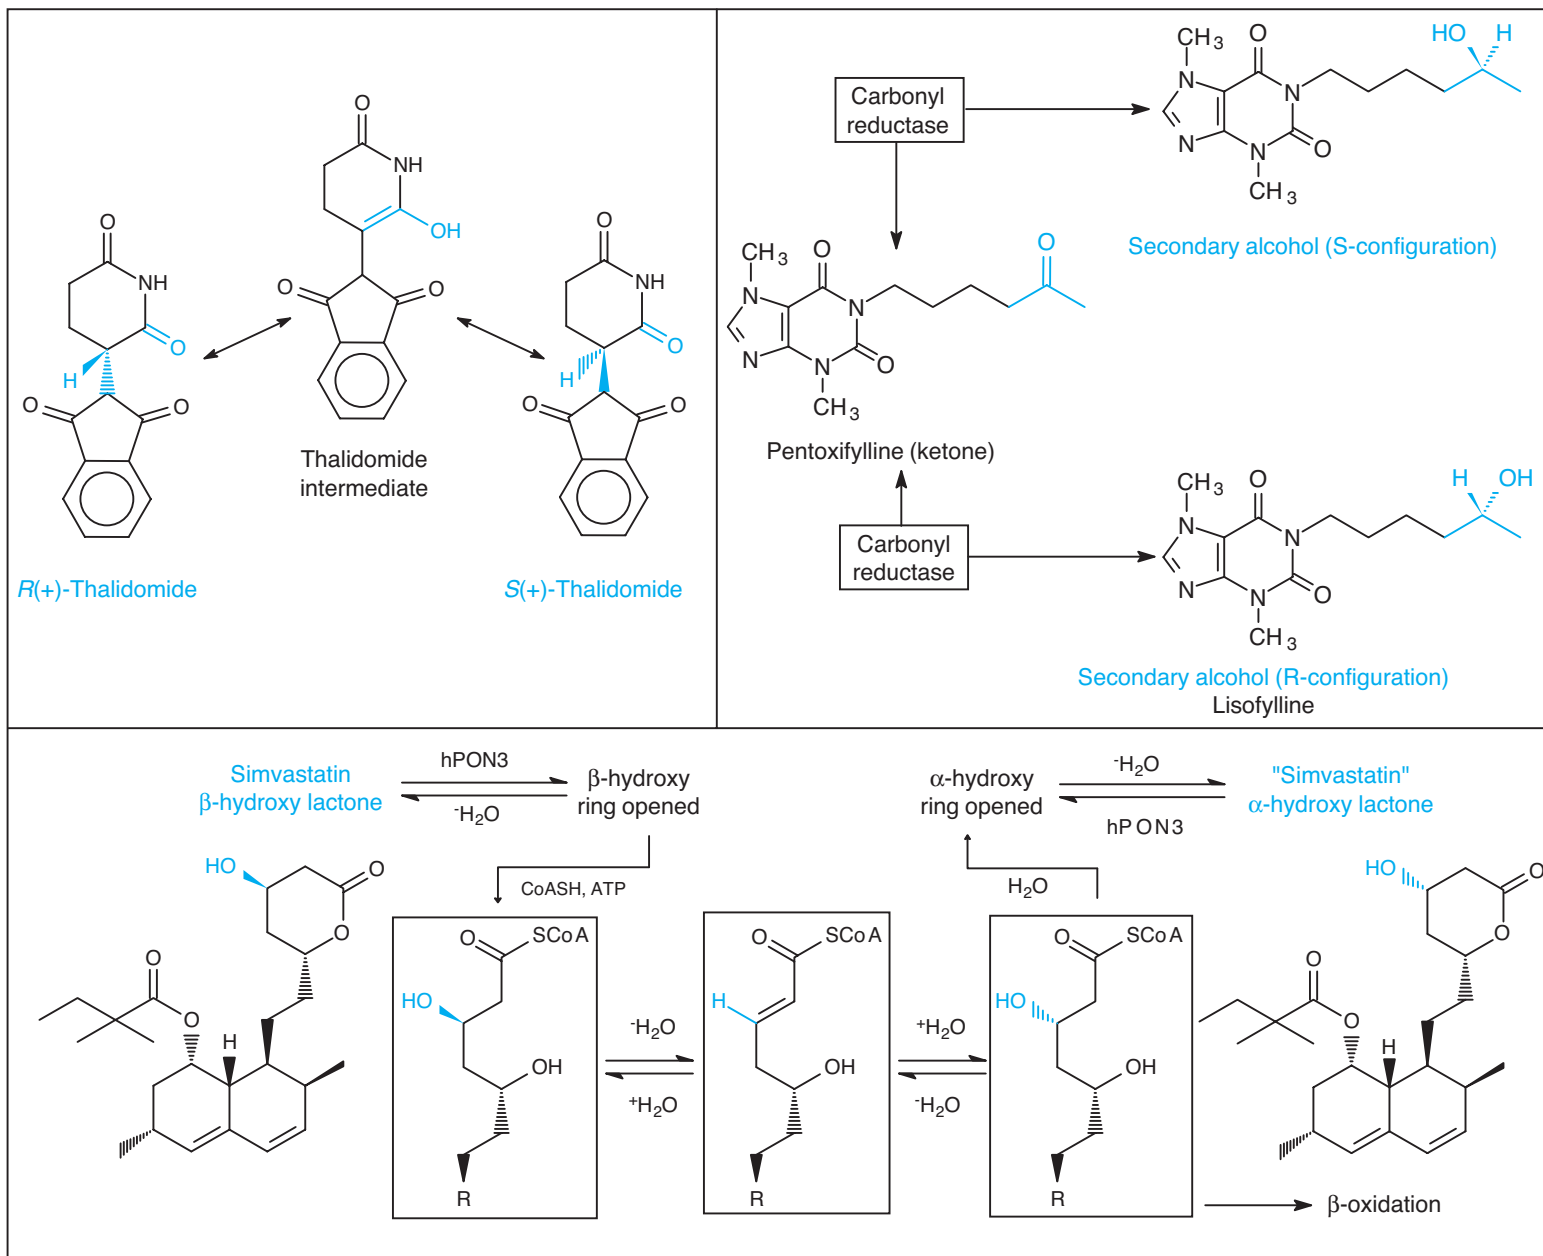 O
NH
OH
O
O
O
NH
O
H
O
O
O
NH
O
H
O
O
Thalidomide
intermediate
R(+)-Thalidomide
S(+)-Thalidomide
Carbonyl
reductase
CH3
O
HO
H
N
N
N
N
O
CH3
Secondary alcohol (S-configuration)
CH3
O
O
N
N
N
N
O
CH3
Pentoxifylline (ketone)
Carbonyl
reductase
CH3
O
H
OH
N
N
N
N
O
CH3
Secondary alcohol (R-configuration)
Lisofylline
Simvastatin
β-hydroxy lactone
hPON3
-H2O
β-hydroxy
ring opened
α-hydroxy
ring opened
-H2O
hPON3
"Simvastatin"
α-hydroxy lactone
CoASH, ATP
H2O
HO
O
O
O
O
H
O
SCoA
HO
OH
R
-H2O
+H2O
O
SCoA
H
OH
R
+H2O
-H2O
O
SCoA
HO
OH
R
HO
O
O
O
O
H
β-oxidation